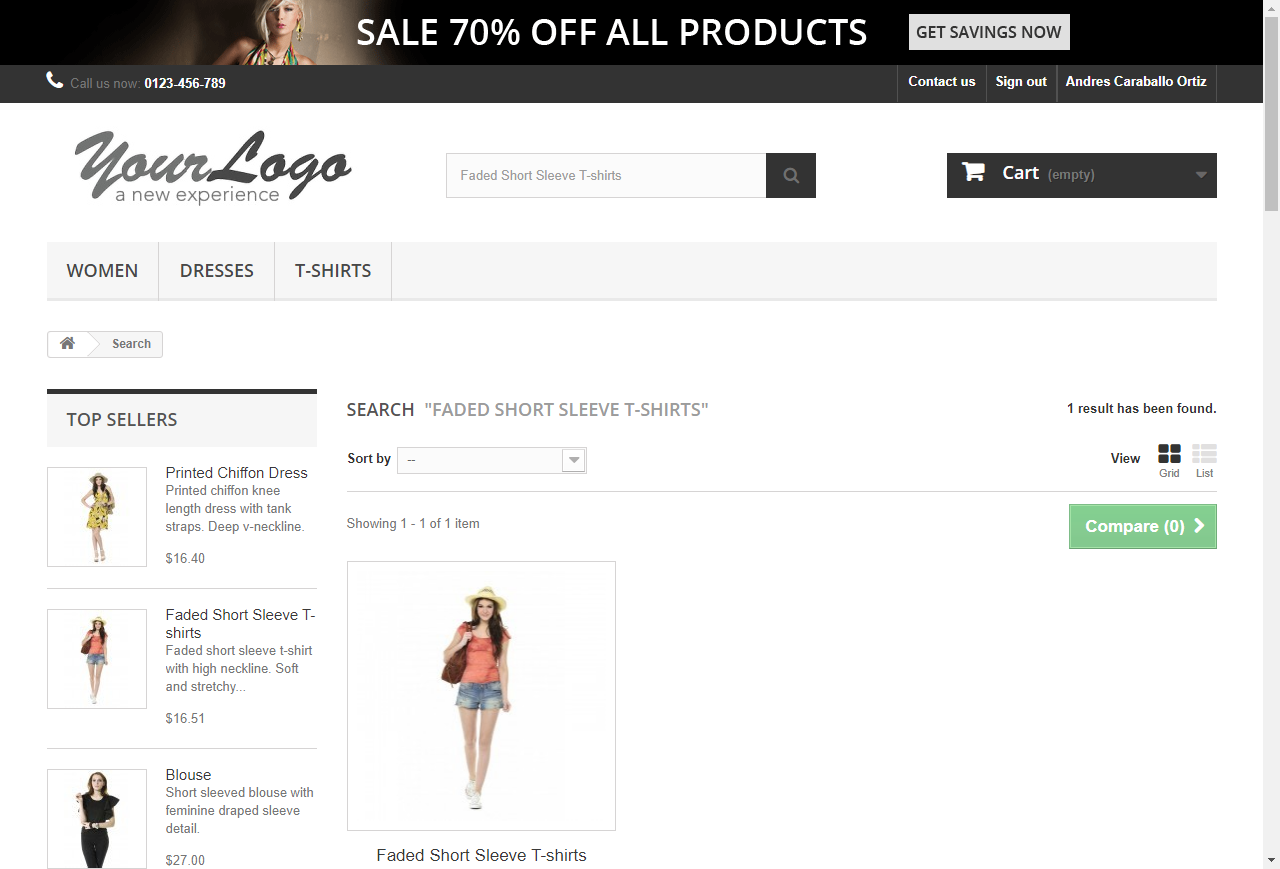 SALE 70% OFF ALL PRODUCTS
GET SAVINGS NOW
Call us now: 0123-456-789
Contact us
Sign out
Andres Caraballo Ortiz
YourLogo
a new experience
Faded Short Sleeve T-shirts
Cart (empty)
WOMEN
DRESSES
T-SHIRTS
Search
TOP SELLERS
Printed Chiffon Dress
Printed chiffon knee
length dress with tank
straps. Deep v-neckline.
$16.40
Faded Short Sleeve T-
shirts
Faded short sleeve t-shirt
with high neckline. Soft
and stretchy...
$16.51
Blouse
Short sleeved blouse with
feminine draped sleeve
detail.
$27.00
SEARCH "FADED SHORT SLEEVE T-SHIRTS"
1 result has been found.
Sort by
--
View
Grid
List
Showing 1 - 1 of 1 item
Compare (0)
Faded Short Sleeve T-shirts